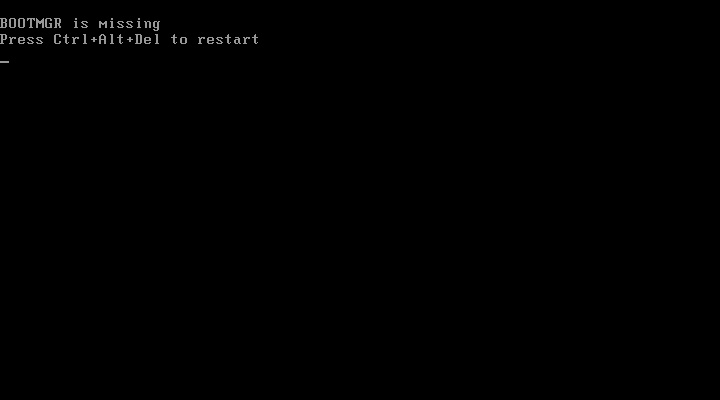 BOOTMGR is missing
Press Ctrl+Alt+Del to restart
_